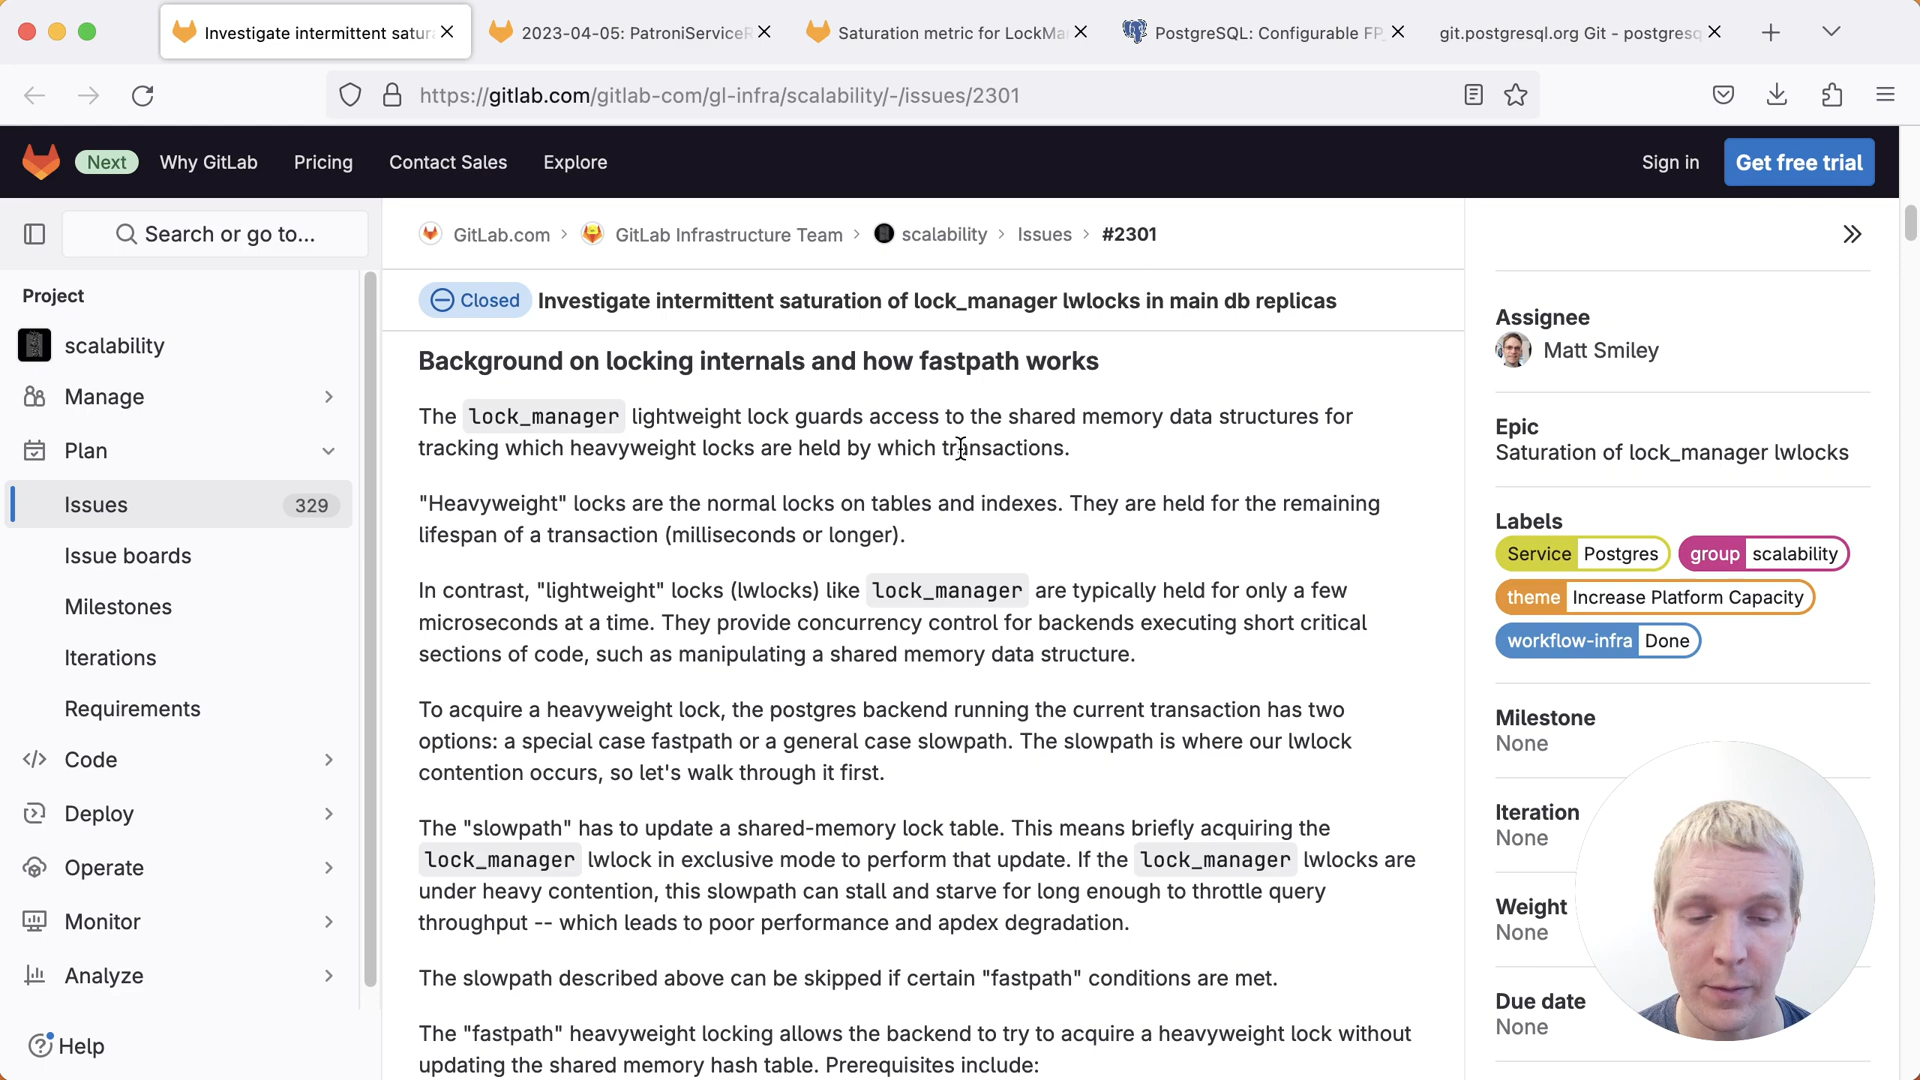 Investigate intermittent satur
2023-04-05: PatroniService
Saturation metric for LockMa
PostgreSQL: Configurable FP_
git.postgresql.org Git - postgresq
https://gitlab.com/gitlab-com/gl-infra/scalability/-/issues/2301
Next
Why GitLab
Pricing
Contact Sales
Explore
Sign in
Get free trial
Search or go to...
GitLab.com
GitLab Infrastructure Team
scalability
Issues
#2301
Project
scalability
Manage
Plan
Issues
329
Issue boards
Milestones
Iterations
Requirements
Code
Deploy
Operate
Monitor
Analyze
Help
Closed
Investigate intermittent saturation of lock_manager lwlocks in main db replicas
Background on locking internals and how fastpath works
The lock_manager lightweight lock guards access to the shared memory data structures for
tracking which heavyweight locks are held by which transactions.
"Heavyweight" locks are the normal locks on tables and indexes. They are held for the remaining
lifespan of a transaction (milliseconds or longer).
In contrast, "lightweight" locks (lwlocks) like lock_manager are typically held for only a few
microseconds at a time. They provide concurrency control for backends executing short critical
sections of code, such as manipulating a shared memory data structure.
To acquire a heavyweight lock, the postgres backend running the current transaction has two
options: a special case fastpath or a general case slowpath. The slowpath is where our lwlock
contention occurs, so let's walk through it first.
The "slowpath" has to update a shared-memory lock table. This means briefly acquiring the
lock_manager lwlock in exclusive mode to perform that update. If the lock_manager lwlocks are
under heavy contention, this slowpath can stall and starve for long enough to throttle query
throughput -- which leads to poor performance and apdex degradation.
The slowpath described above can be skipped if certain "fastpath" conditions are met.
The "fastpath" heavyweight locking allows the backend to try to acquire a heavyweight lock without
updating the shared memory hash table. Prerequisites include:
Assignee
Matt Smiley
Epic
Saturation of lock_manager lwlocks
Labels
Service Postgres
group scalability
theme Increase Platform Capacity
workflow-infra Done
Milestone
None
Iteration
None
Weight
None
Due date
None